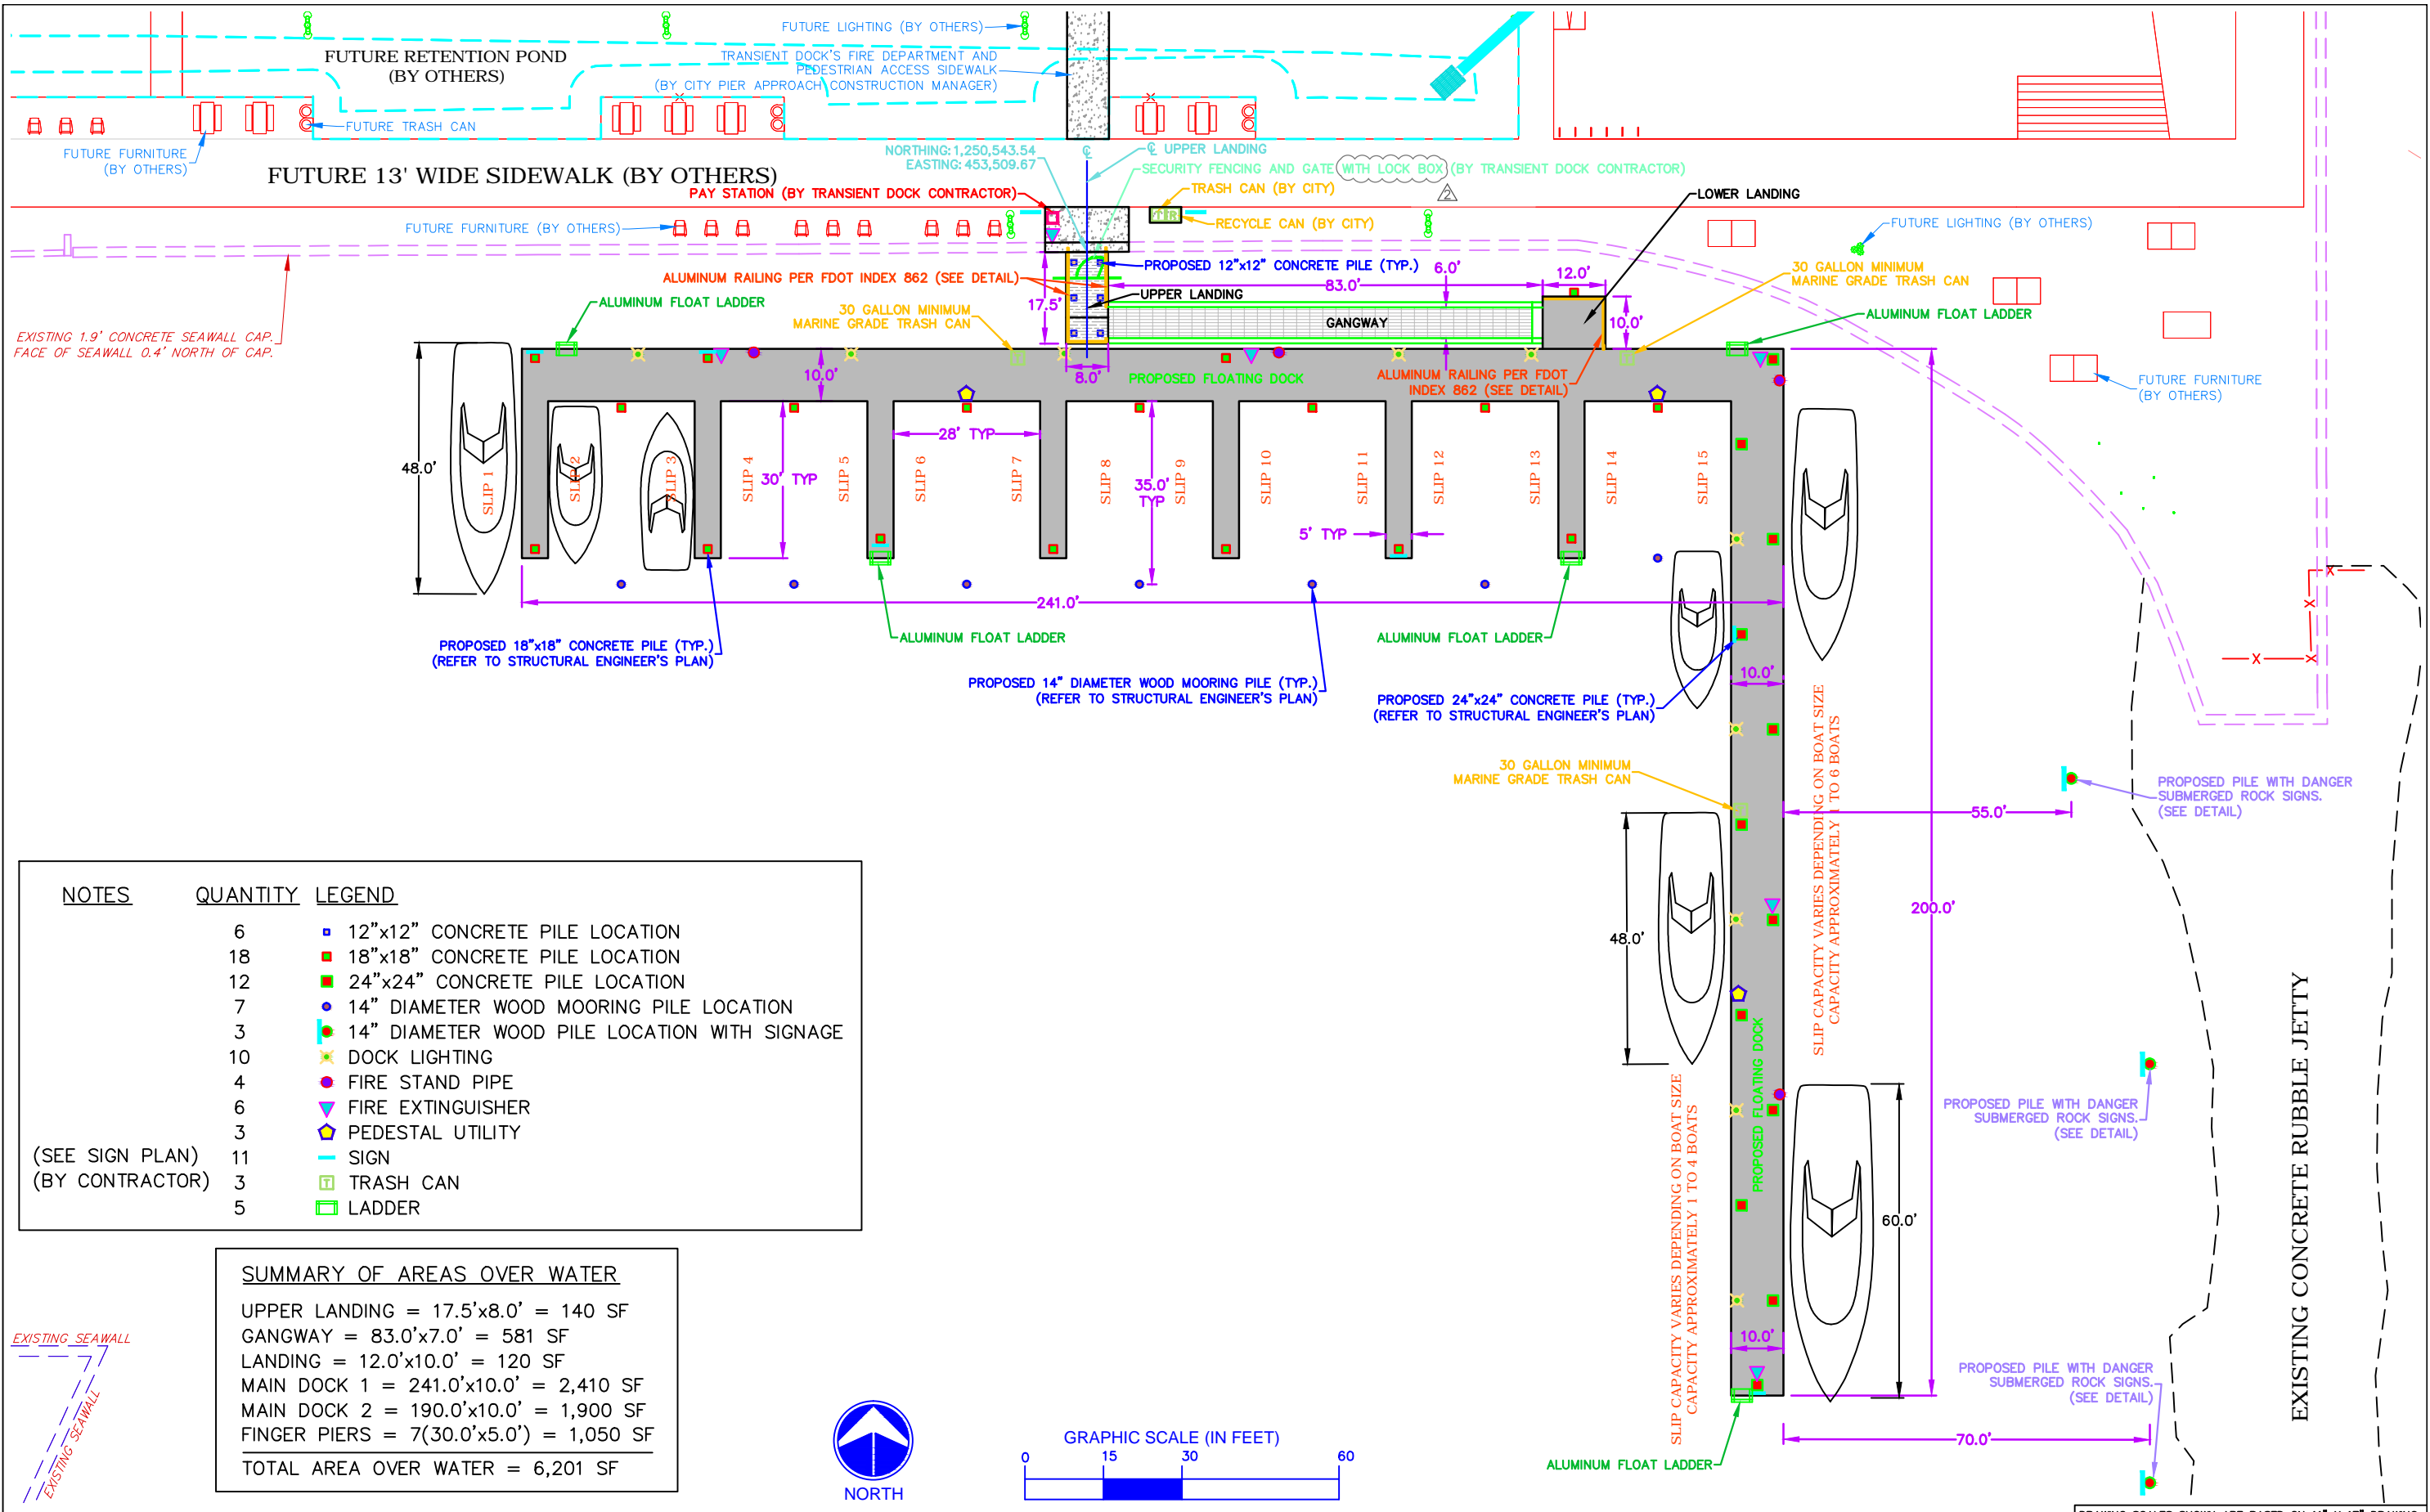 FUTURE LIGHTING (BY OTHERS)
FUTURE RETENTION POND
(BY OTHERS)
TRANSIENT DOCK'S FIRE DEPARTMENT AND
PEDESTRIAN ACCESS SIDEWALK
(BY CITY PIER APPROACH CONSTRUCTION MANAGER)
FUTURE TRASH CAN
FUTURE FURNITURE
(BY OTHERS)
FUTURE 13' WIDE SIDEWALK (BY OTHERS)
NORTHING: 1,250,543.54
EASTING: 453,509.67
℄
℄ UPPER LANDING
SECURITY FENCING AND GATE WITH LOCK BOX (BY TRANSIENT DOCK CONTRACTOR)
2
PAY STATION (BY TRANSIENT DOCK CONTRACTOR)
TRASH CAN (BY CITY)
T R
RECYCLE CAN (BY CITY)
LOWER LANDING
FUTURE FURNITURE (BY OTHERS)
FUTURE LIGHTING (BY OTHERS)
EXISTING 1.9' CONCRETE SEAWALL CAP.
FACE OF SEAWALL 0.4' NORTH OF CAP.
ALUMINUM RAILING PER FDOT INDEX 862 (SEE DETAIL)
PROPOSED 12"x12" CONCRETE PILE (TYP.)
6.0'
12.0'
83.0'
30 GALLON MINIMUM
MARINE GRADE TRASH CAN
ALUMINUM FLOAT LADDER
17.5'
UPPER LANDING
30 GALLON MINIMUM
MARINE GRADE TRASH CAN
GANGWAY
10.0'
ALUMINUM FLOAT LADDER
10.0'
8.0'
PROPOSED FLOATING DOCK
ALUMINUM RAILING PER FDOT
INDEX 862 (SEE DETAIL)
FUTURE FURNITURE
(BY OTHERS)
48.0'
SLIP 1
SLIP 2
SLIP 3
SLIP 4
30' TYP
SLIP 5
SLIP 6
28' TYP
SLIP 7
SLIP 8
35.0'
TYP
SLIP 9
SLIP 10
SLIP 11
SLIP 12
SLIP 13
SLIP 14
SLIP 15
5' TYP
241.0'
PROPOSED 18"x18" CONCRETE PILE (TYP.)
(REFER TO STRUCTURAL ENGINEER'S PLAN)
ALUMINUM FLOAT LADDER
ALUMINUM FLOAT LADDER
PROPOSED 14" DIAMETER WOOD MOORING PILE (TYP.)
(REFER TO STRUCTURAL ENGINEER'S PLAN)
PROPOSED 24"x24" CONCRETE PILE (TYP.)
(REFER TO STRUCTURAL ENGINEER'S PLAN)
10.0'
SLIP CAPACITY VARIES DEPENDING ON BOAT SIZE
CAPACITY APPROXIMATELY 1 TO 6 BOATS
30 GALLON MINIMUM
MARINE GRADE TRASH CAN
55.0'
PROPOSED PILE WITH DANGER
SUBMERGED ROCK SIGNS.
(SEE DETAIL)
200.0'
48.0'
PROPOSED FLOATING DOCK
SLIP CAPACITY VARIES DEPENDING ON BOAT SIZE
CAPACITY APPROXIMATELY 1 TO 4 BOATS
60.0'
PROPOSED PILE WITH DANGER
SUBMERGED ROCK SIGNS.
(SEE DETAIL)
EXISTING CONCRETE RUBBLE JETTY
10.0'
PROPOSED PILE WITH DANGER
SUBMERGED ROCK SIGNS.
(SEE DETAIL)
70.0'
ALUMINUM FLOAT LADDER
X
X
X
X
NOTES QUANTITY LEGEND
6 12"x12" CONCRETE PILE LOCATION
18 18"x18" CONCRETE PILE LOCATION
12 24"x24" CONCRETE PILE LOCATION
7 14" DIAMETER WOOD MOORING PILE LOCATION
3 14" DIAMETER WOOD PILE LOCATION WITH SIGNAGE
10 DOCK LIGHTING
4 FIRE STAND PIPE
6 FIRE EXTINGUISHER
3 PEDESTAL UTILITY
(SEE SIGN PLAN) 11 SIGN
(BY CONTRACTOR) 3 T TRASH CAN
5 LADDER
SUMMARY OF AREAS OVER WATER
UPPER LANDING = 17.5'x8.0' = 140 SF
GANGWAY = 83.0'x7.0' = 581 SF
LANDING = 12.0'x10.0' = 120 SF
MAIN DOCK 1 = 241.0'x10.0' = 2,410 SF
MAIN DOCK 2 = 190.0'x10.0' = 1,900 SF
FINGER PIERS = 7(30.0'x5.0') = 1,050 SF
TOTAL AREA OVER WATER = 6,201 SF
EXISTING SEAWALL
EXISTING SEAWALL
NORTH
GRAPHIC SCALE (IN FEET)
0 15 30 60